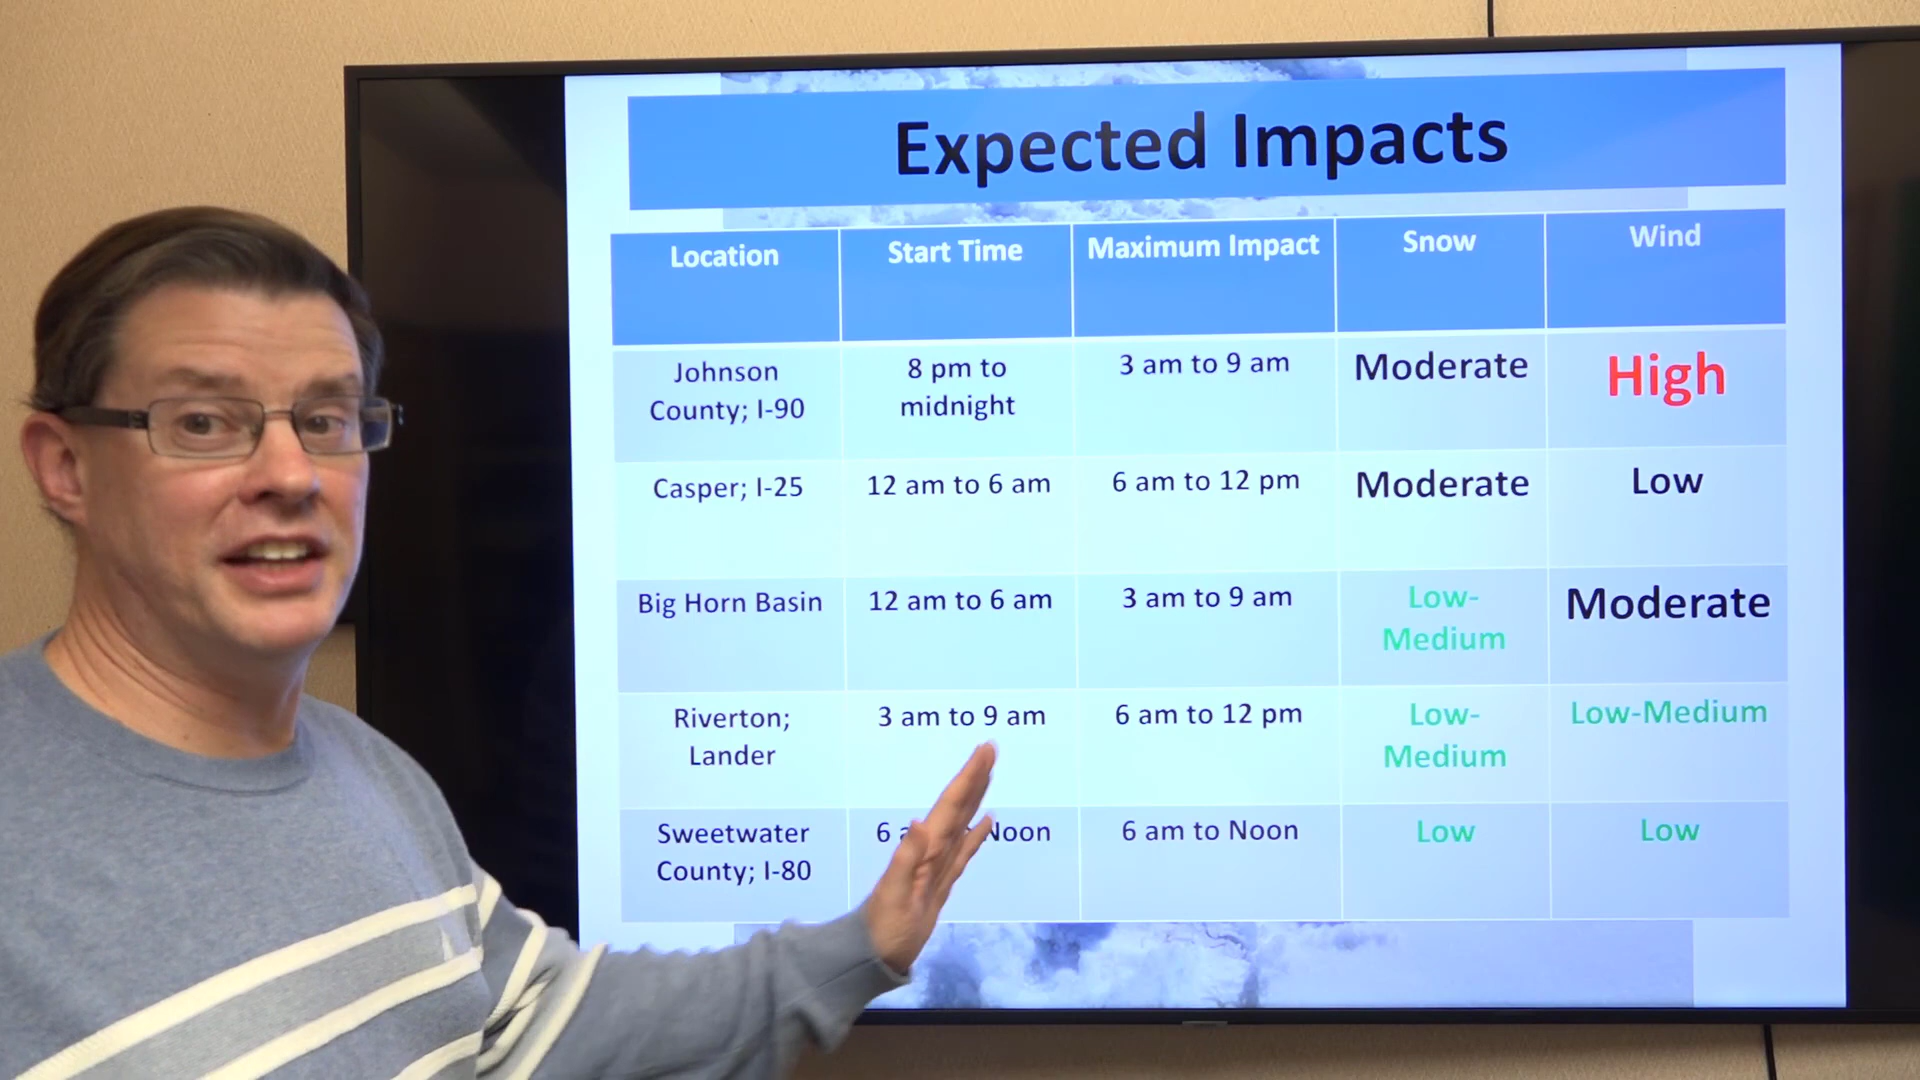 Expected Impacts
Location
Start Time
Maximum Impact
Snow
Wind
Johnson
County; I-90
8 pm to
midnight
3 am to 9 am
Moderate
High
Casper; I-25
12 am to 6 am
6 am to 12 pm
Moderate
Low
Big Horn Basin
12 am to 6 am
3 am to 9 am
Low-
Medium
Moderate
Riverton;
Lander
3 am to 9 am
6 am to 12 pm
Low-
Medium
Low-Medium
Sweetwater
County; I-80
6 Noon
6 am to Noon
Low
Low